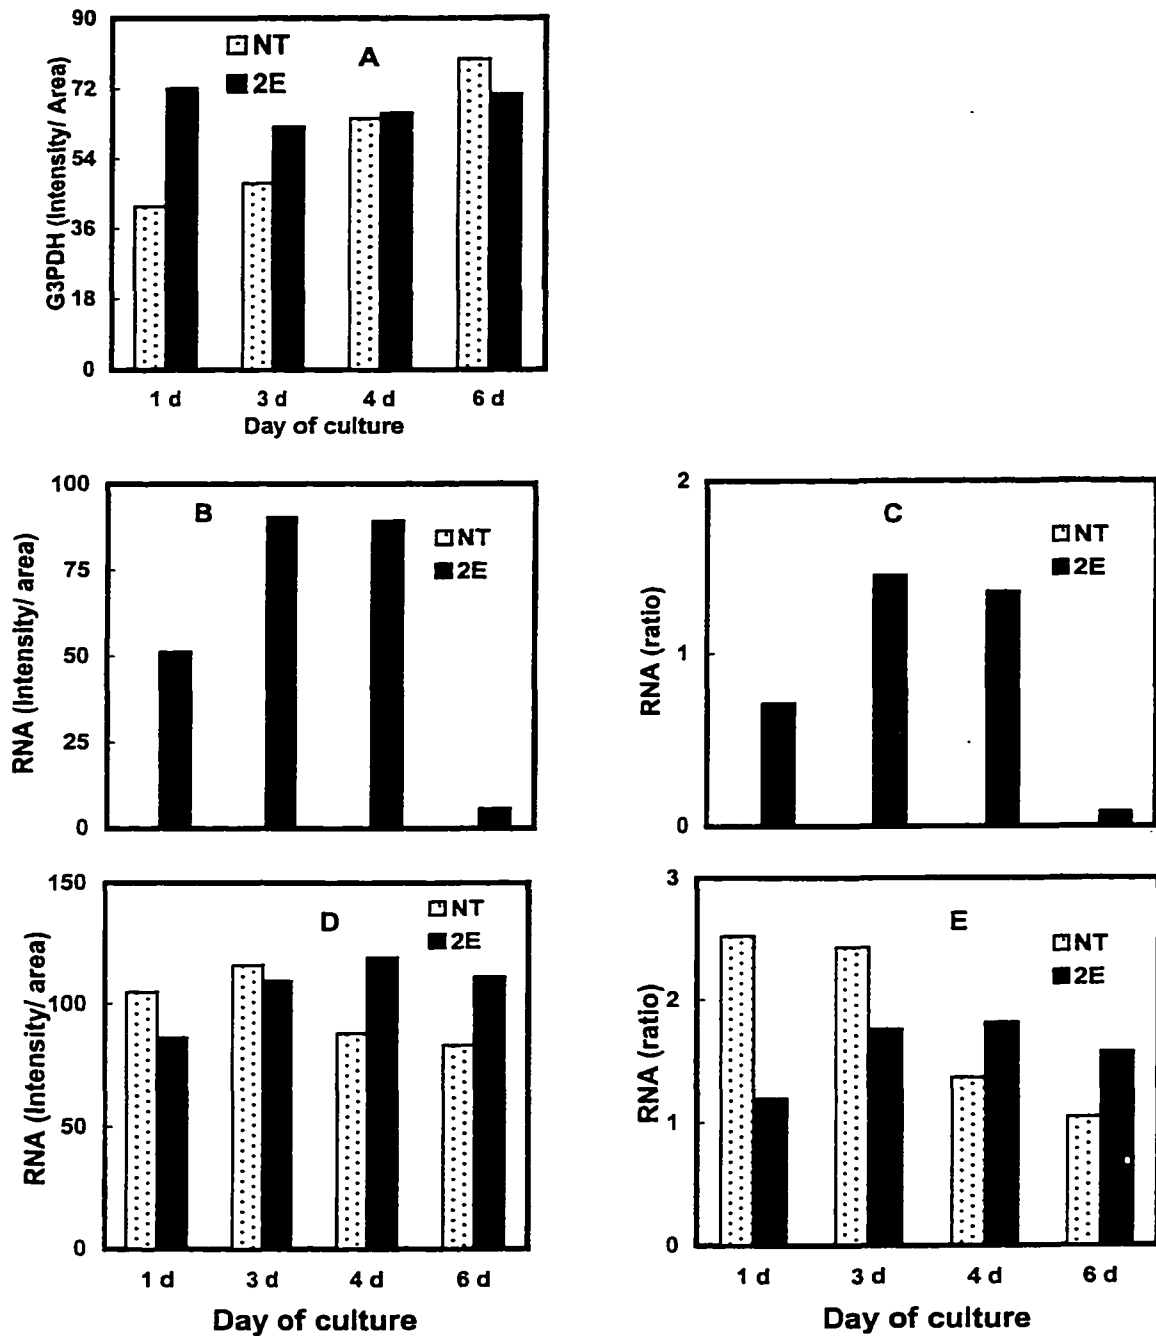 90
72
54
36
18
0
G3PDH (Intensity/ Area)
NT
2E
A
1 d 3 d 4 d 6 d
Day of culture
100
75
50
25
0
RNA (Intensity/ area)
B
NT
2E
2
1
0
RNA (ratio)
C
NT
2E
150
100
50
0
RNA (Intensity/ area)
D
NT
2E
1 d 3 d 4 d 6 d
Day of culture
3
2
1
0
RNA (ratio)
E
NT
2E
1 d 3 d 4 d 6 d
Day of culture